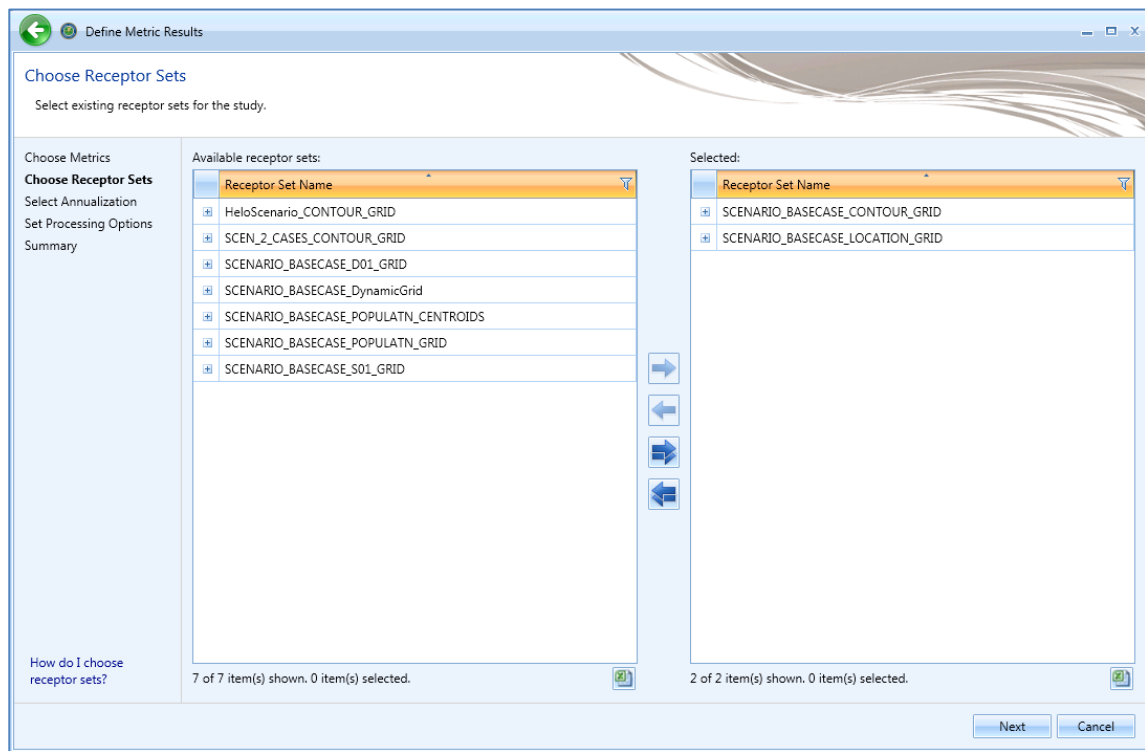 Define Metric Results
Choose Receptor Sets
Select existing receptor sets for the study.
Choose Metrics
Choose Receptor Sets
Select Annualization
Set Processing Options
Summary
How do I choose
receptor sets?
Available receptor sets:
Receptor Set Name
HeloScenario_CONTOUR_GRID
SCEN_2_CASES_CONTOUR_GRID
SCENARIO_BASECASE_D01_GRID
SCENARIO_BASECASE_DynamicGrid
SCENARIO_BASECASE_POPULATN_CENTROIDS
SCENARIO_BASECASE_POPULATN_GRID
SCENARIO_BASECASE_S01_GRID
7 of 7 item(s) shown. 0 item(s) selected.
Selected:
Receptor Set Name
SCENARIO_BASECASE_CONTOUR_GRID
SCENARIO_BASECASE_LOCATION_GRID
2 of 2 item(s) shown. 0 item(s) selected.
Next
Cancel